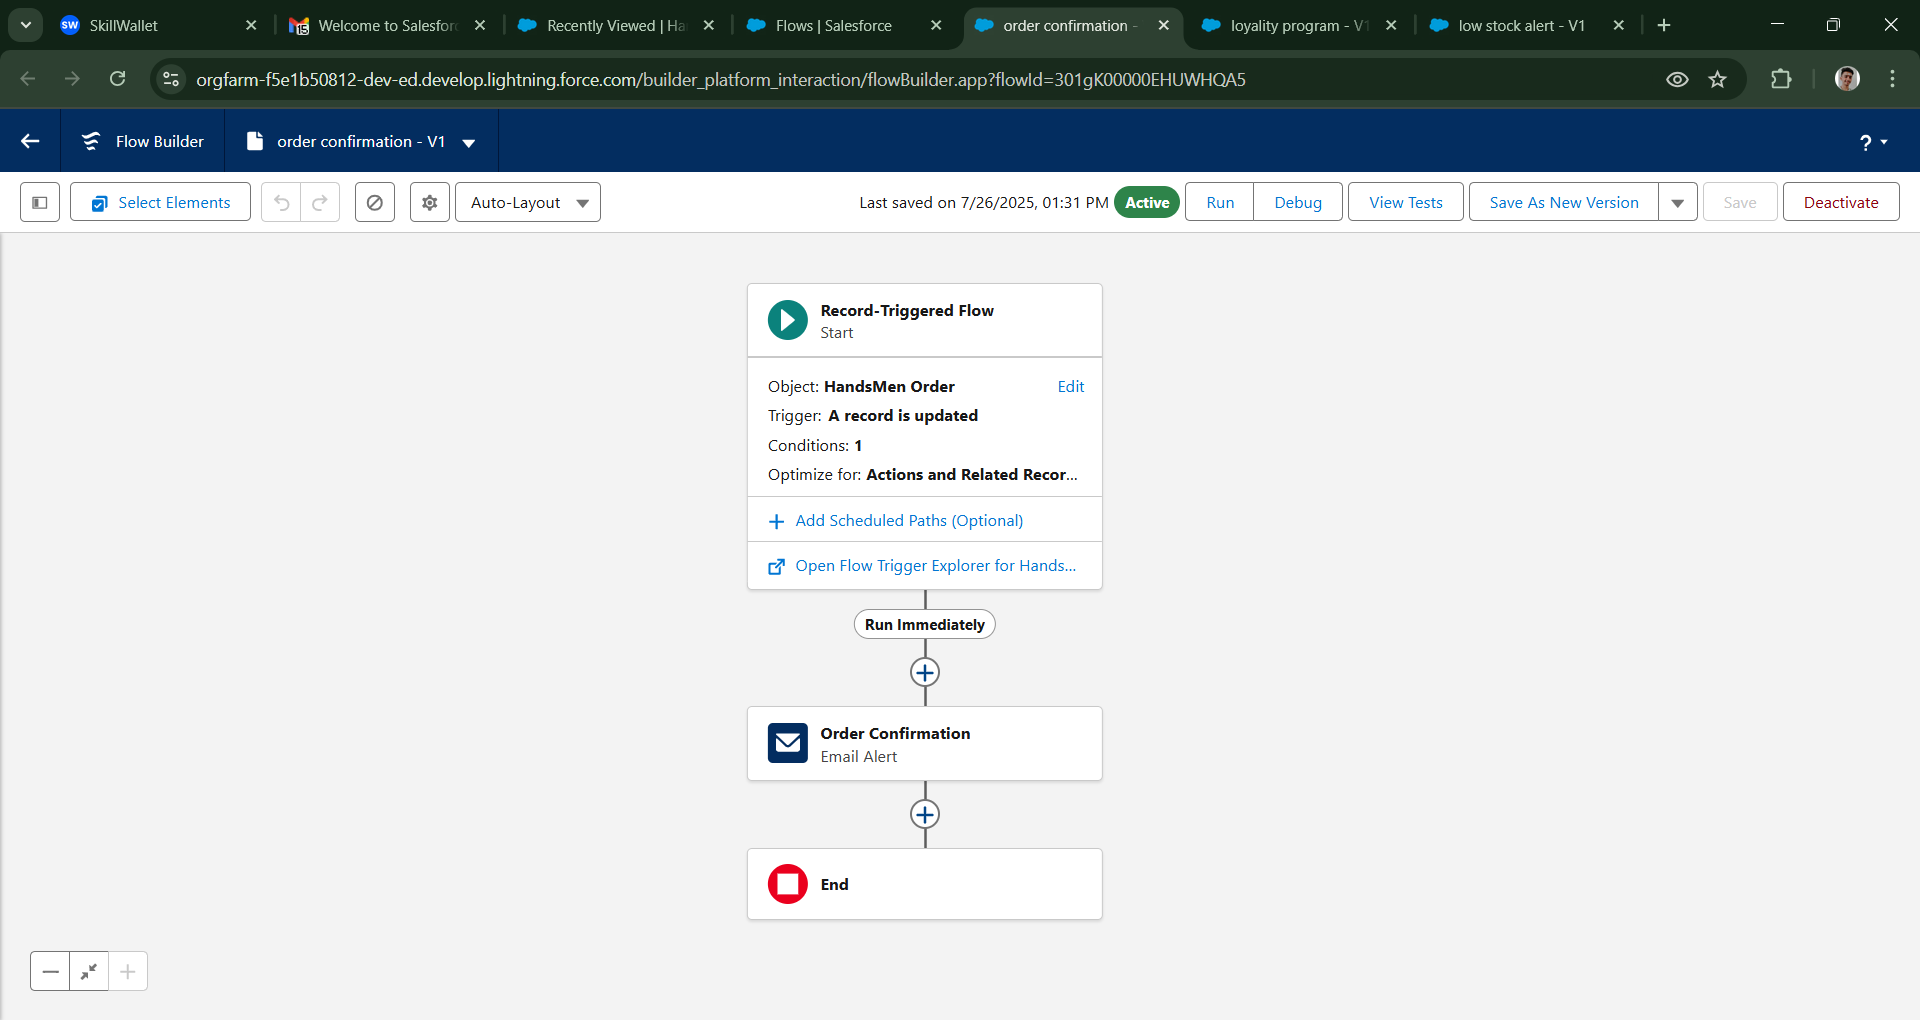 SW SkillWallet
15 Welcome to Salesforc
Recently Viewed | Ha
Flows | Salesforce
order confirmation -
loyality program - V1
low stock alert - V1
orgfarm-f5e1b50812-dev-ed.develop.lightning.force.com/builder_platform_interaction/flowBuilder.app?flowId=301gK00000EHUWHQA5
Flow Builder
order confirmation - V1
?
Select Elements
Auto-Layout
Last saved on 7/26/2025, 01:31 PM
Active
Run
Debug
View Tests
Save As New Version
Save
Deactivate
Record-Triggered Flow
Start
Object: HandsMen Order
Edit
Trigger: A record is updated
Conditions: 1
Optimize for: Actions and Related Recor...
Add Scheduled Paths (Optional)
Open Flow Trigger Explorer for Hands...
Run Immediately
Order Confirmation
Email Alert
End